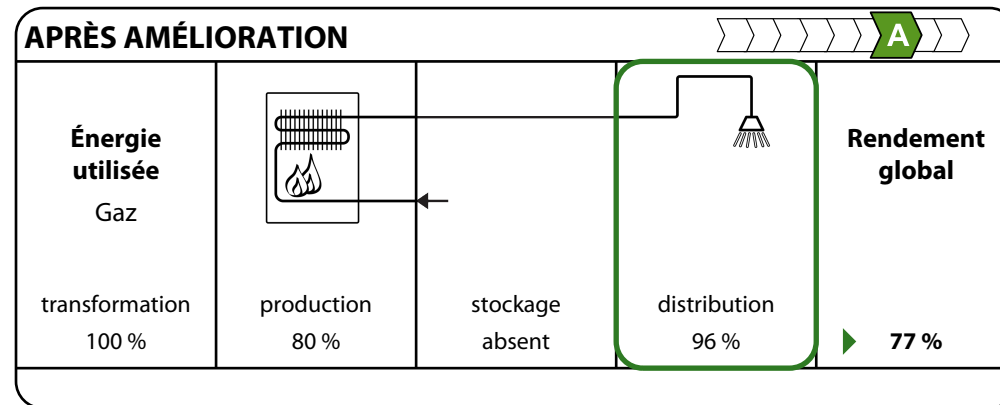 APRÈS AMÉLIORATION
A
Énergie
utilisée
Gaz
transformation
100 %
production
80 %
stockage
absent
distribution
96 %
Rendement
global
77 %